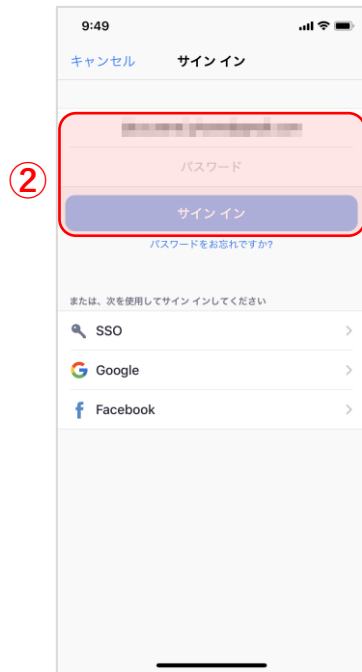 9:49
キャンセル サイン イン
パスワード
②
サイン イン
パスワードをお忘れですか?
または、次を使用してサイン インしてください
SSO
Google
Facebook